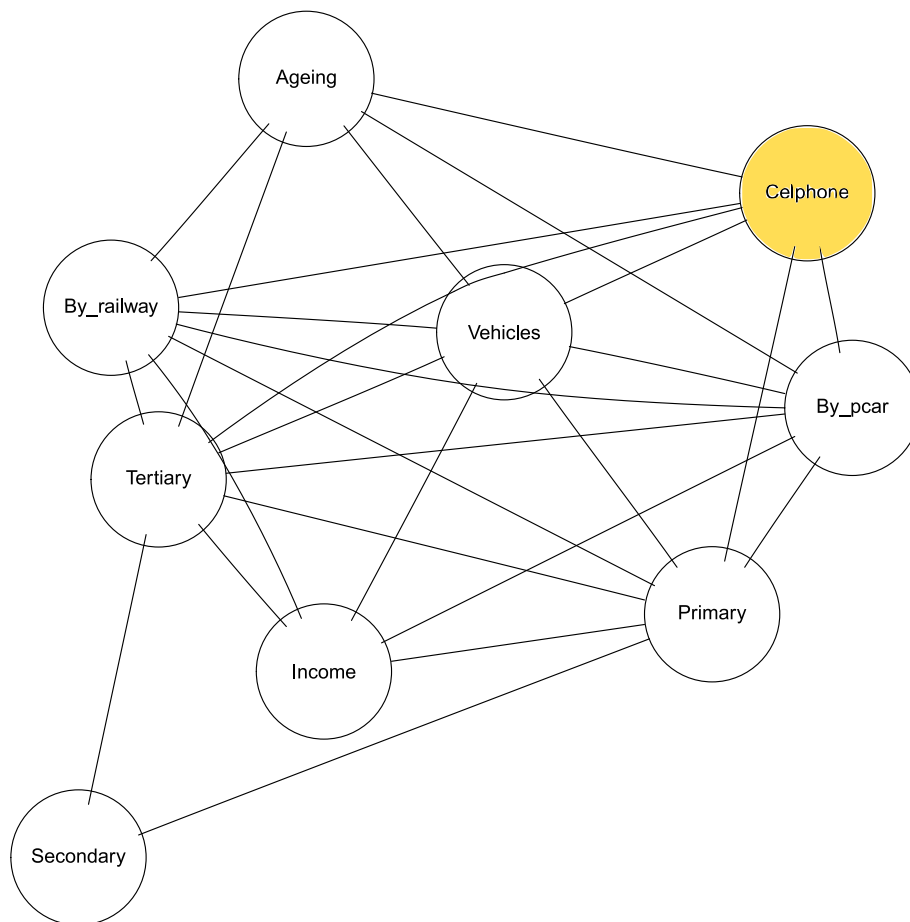 Ageing
Celphone
By_railway
Vehicles
By_pcar
Tertiary
Primary
Income
Secondary